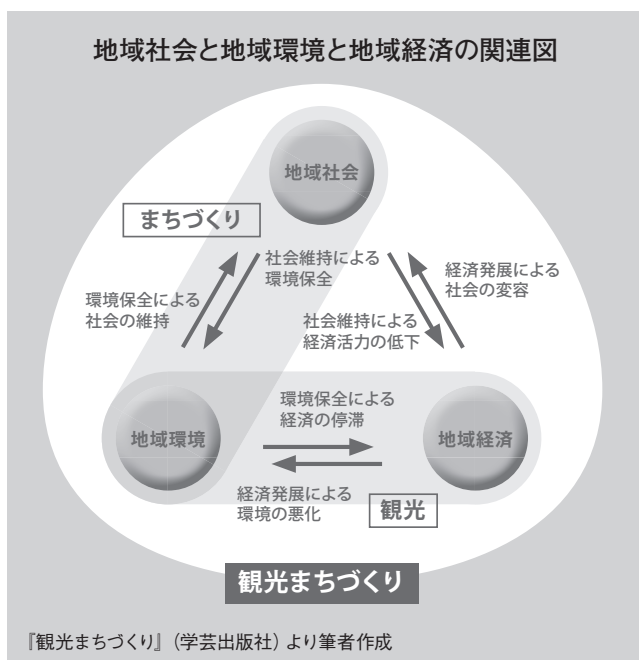 地域社会と地域環境と地域経済の関連図
地域社会
まちづくり
社会維持による
環境保全
経済発展による
社会の変容
環境保全による
社会の維持
社会維持による
経済活力の低下
環境保全による
経済の停滞
地域環境
地域経済
経済発展による
環境の悪化
観光
観光まちづくり
『観光まちづくり』（学芸出版社）より筆者作成